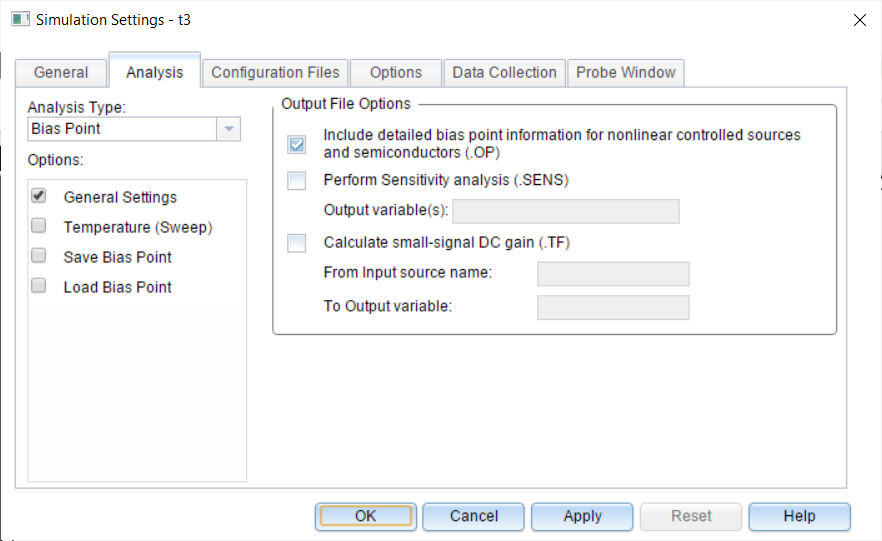 Simulation Settings - t3
General
Analysis
Configuration Files
Options
Data Collection
Probe Window
Analysis Type:
Bias Point
Options:
General Settings
Temperature (Sweep)
Save Bias Point
Load Bias Point
Output File Options
Include detailed bias point information for nonlinear controlled sources
and semiconductors (.OP)
Perform Sensitivity analysis (.SENS)
Output variable(s):
Calculate small-signal DC gain (.TF)
From Input source name:
To Output variable:
OK
Cancel
Apply
Reset
Help